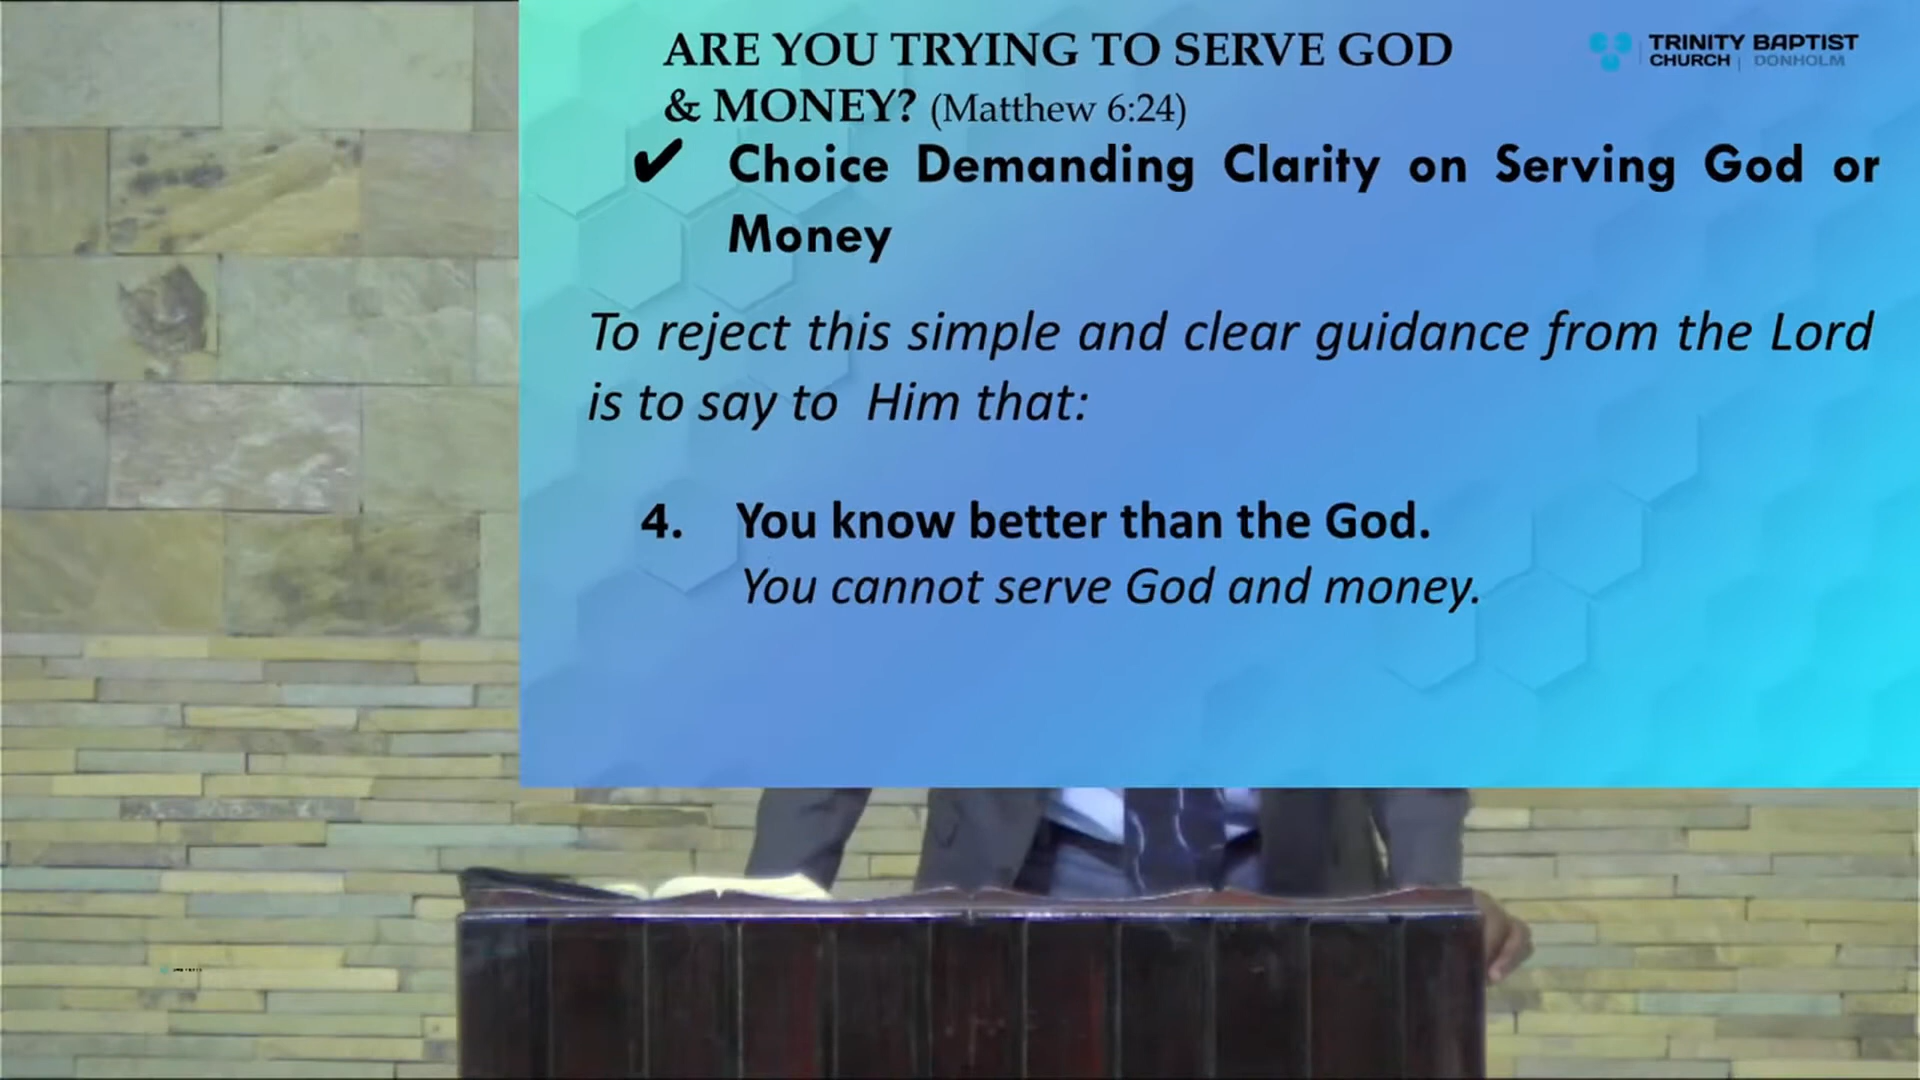 ARE YOU TRYING TO SERVE GOD
& MONEY? (Matthew 6:24)
TRINITY BAPTIST
CHURCH | DONHOLM
✔ Choice Demanding Clarity on Serving God or
Money
To reject this simple and clear guidance from the Lord
is to say to Him that:
4. You know better than the God.
You cannot serve God and money.